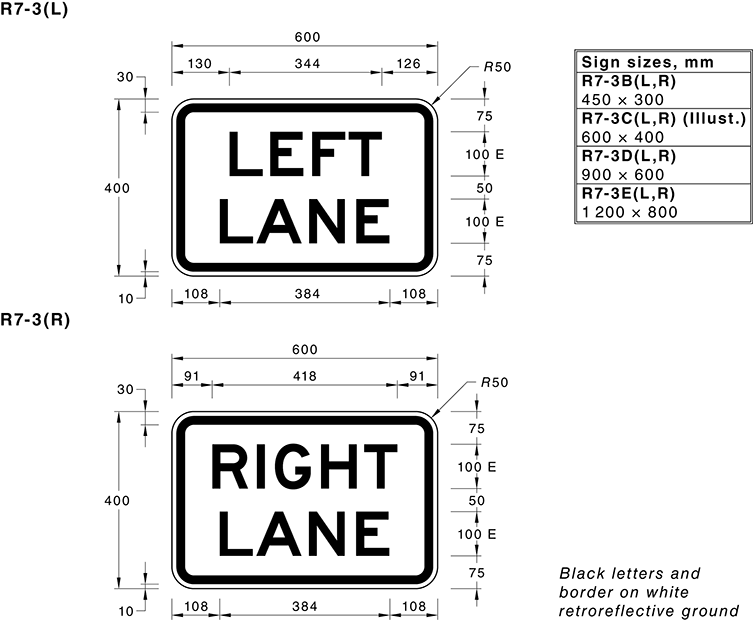 R7-3(L)
600
130 344 126
R50
30
75
LEFT
100 E
400
50
LANE
100 E
75
10
108 384 108
Sign sizes, mm
R7-3B(L,R)
450 × 300
R7-3C(L,R) (Illust.)
600 × 400
R7-3D(L,R)
900 × 600
R7-3E(L,R)
1 200 × 800
R7-3(R)
600
91 418 91
R50
30
75
RIGHT
100 E
400
50
LANE
100 E
75
10
108 384 108
Black letters and
border on white
retroreflective ground